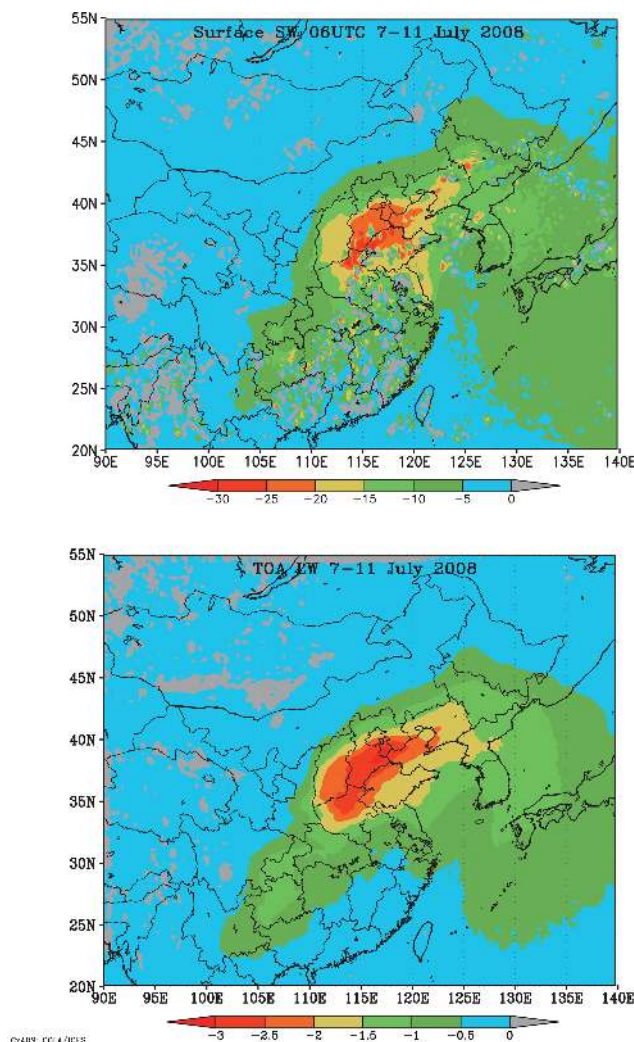 Surface SW 06UTC 7-11 July 2008
55N
50N
45N
40N
35N
30N
25N
20N
90E 95E 100E 105E 110E 115E 120E 125E 130E 135E 140E
-30 -25 -20 -15 -10 -5 0
TOA LW 7-11 July 2008
55N
50N
45N
40N
35N
30N
25N
20N
90E 95E 100E 105E 110E 115E 120E 125E 130E 135E 140E
-3 -2.5 -2 -1.5 -1 -0.5 0
GrADS: COLA/IGES